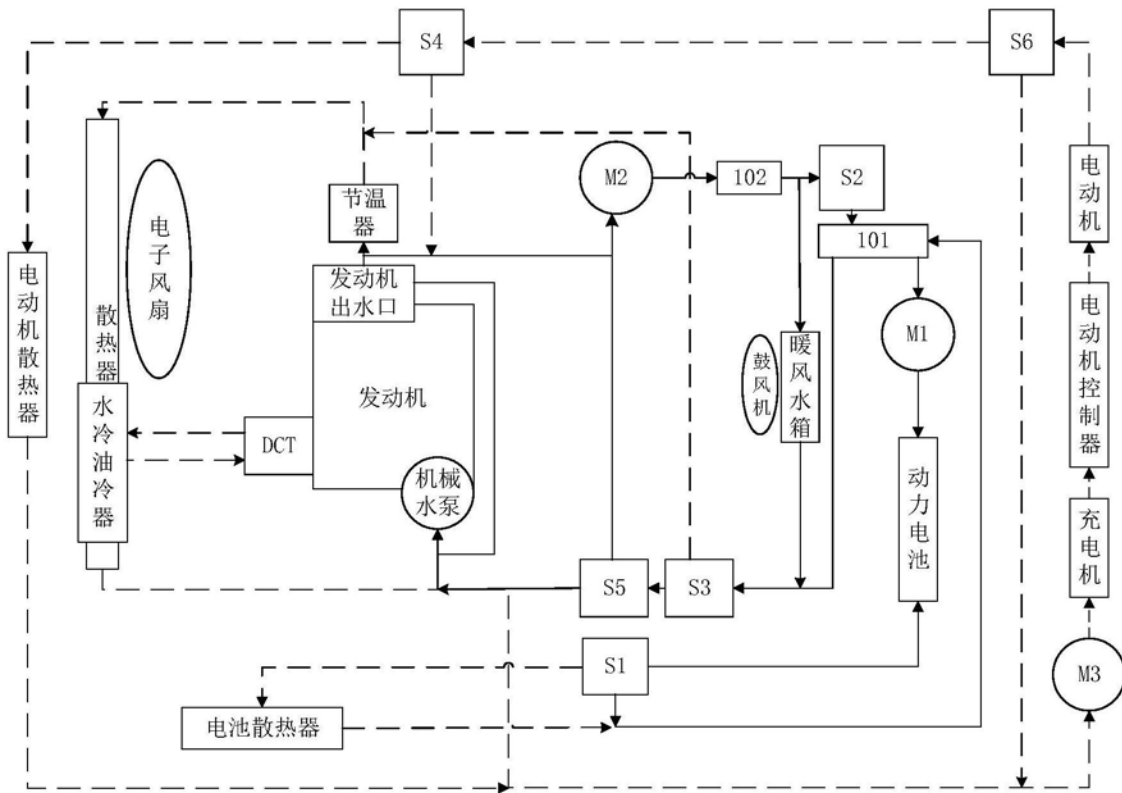 S4
S6
M2
102
S2
节温器
电子风扇
电动机
101
电动机散热器
散热器
发动机
出水口
M1
电动机控制器
鼓风机
暖风水箱
水冷油冷器
DCT
发动机
机械
水泵
动力电池
充电机
S5
S3
S1
M3
电池散热器